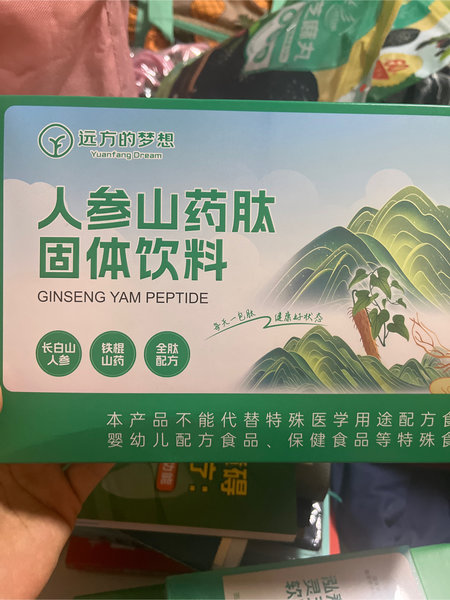 芝麻丸
远方的梦想
Yuanfang Dream
人参山药肽
固体饮料
GINSENG YAM PEPTIDE
每天一包肽 健康好状态
长白山
人参
铁棍
山药
全肽
配方
本产品不能代替特殊医学用途配方食
婴幼儿配方食品、保健食品等特殊食